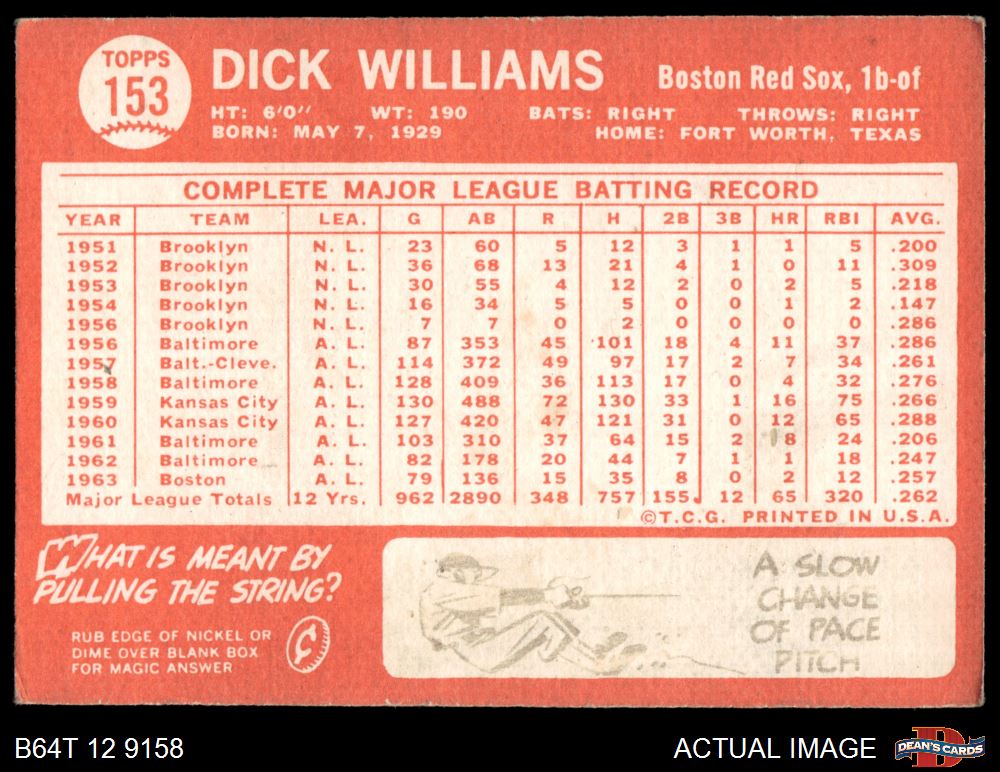 TOPPS
153
DICK WILLIAMS
Boston Red Sox, 1b-of
HT: 6'0" WT: 190 BATS: RIGHT THROWS: RIGHT
BORN: MAY 7, 1929 HOME: FORT WORTH, TEXAS
COMPLETE MAJOR LEAGUE BATTING RECORD
YEAR TEAM LEA. G AB R H 2B 3B HR RBI AVG.
1951 Brooklyn N. L. 23 60 5 12 3 1 1 5 .200
1952 Brooklyn N. L. 36 68 13 21 4 1 0 11 .309
1953 Brooklyn N. L. 30 55 4 12 2 0 2 5 .218
1954 Brooklyn N. L. 16 34 5 5 0 0 1 2 .147
1956 Brooklyn N. L. 7 7 0 2 0 0 0 0 .286
1956 Baltimore A. L. 87 353 45 101 18 4 11 37 .286
1957 Balt.-Cleve. A. L. 114 372 49 97 17 2 7 34 .261
1958 Baltimore A. L. 128 409 36 113 17 0 4 32 .276
1959 Kansas City A. L. 130 488 72 130 33 1 16 75 .266
1960 Kansas City A. L. 127 420 47 121 31 0 12 65 .288
1961 Baltimore A. L. 103 310 37 64 15 2 8 24 .206
1962 Baltimore A. L. 82 178 20 44 7 1 1 18 .247
1963 Boston A. L. 79 136 15 35 8 0 2 12 .257
Major League Totals 12 Yrs. 962 2890 348 757 155 12 65 320 .262
©T.C.G. PRINTED IN U.S.A.
WHAT IS MEANT BY
PULLING THE STRING?
RUB EDGE OF NICKEL OR
DIME OVER BLANK BOX
FOR MAGIC ANSWER
¢
A SLOW
CHANGE
OF PACE
PITCH
B64T 12 9158
ACTUAL IMAGE
D
DEAN'S CARDS